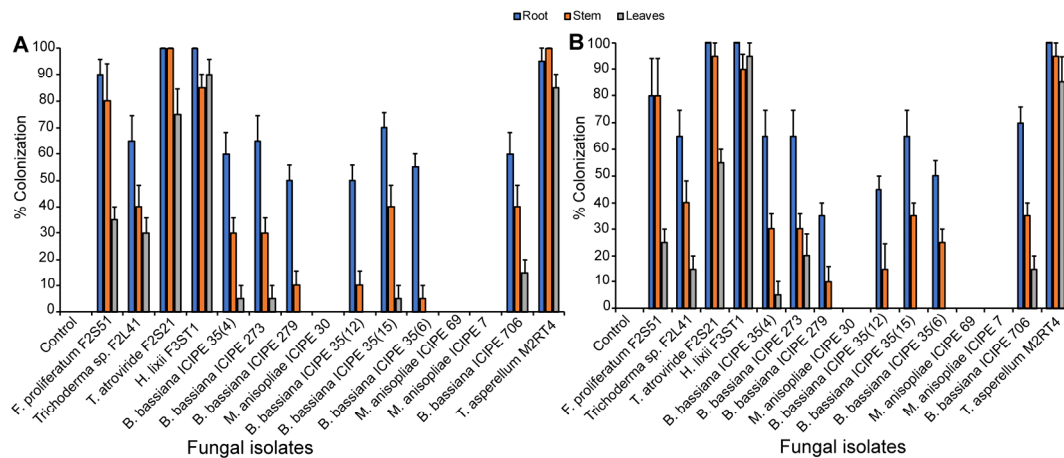 Root Stem Leaves
A
% Colonization
100
90
80
70
60
50
40
30
20
10
0
Control
F. proliferatum F2S51
Trichoderma sp. F2L41
T. atroviride F2S21
H. lixii F3ST1
B. bassiana ICIPE 35(4)
B. bassiana ICIPE 273
B. bassiana ICIPE 279
M. anisopliae ICIPE 30
B. bassiana ICIPE 35(12)
B. bassiana ICIPE 35(15)
B. bassiana ICIPE 35(6)
M. anisopliae ICIPE 69
M. anisopliae ICIPE 7
B. bassiana ICIPE 706
T. asperellum M2RT4
Fungal isolates
B
% Colonization
100
90
80
70
60
50
40
30
20
10
0
Control
F. proliferatum F2S51
Trichoderma sp. F2L41
T. atroviride F2S21
H. lixii F3ST1
B. bassiana ICIPE 35(4)
B. bassiana ICIPE 273
B. bassiana ICIPE 279
M. anisopliae ICIPE 30
B. bassiana ICIPE 35(12)
B. bassiana ICIPE 35(15)
B. bassiana ICIPE 35(6)
M. anisopliae ICIPE 69
M. anisopliae ICIPE 7
B. bassiana ICIPE 706
T. asperellum M2RT4
Fungal isolates